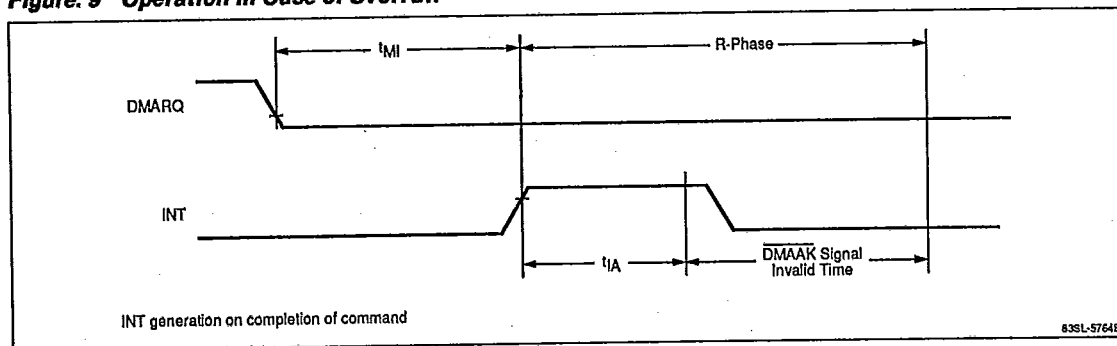 Figure. 9 Operation in Case of Overrun
tMI
R-Phase
DMARQ
INT
tIA
DMAAK Signal
Invalid Time
INT generation on completion of command
83SL-5764B